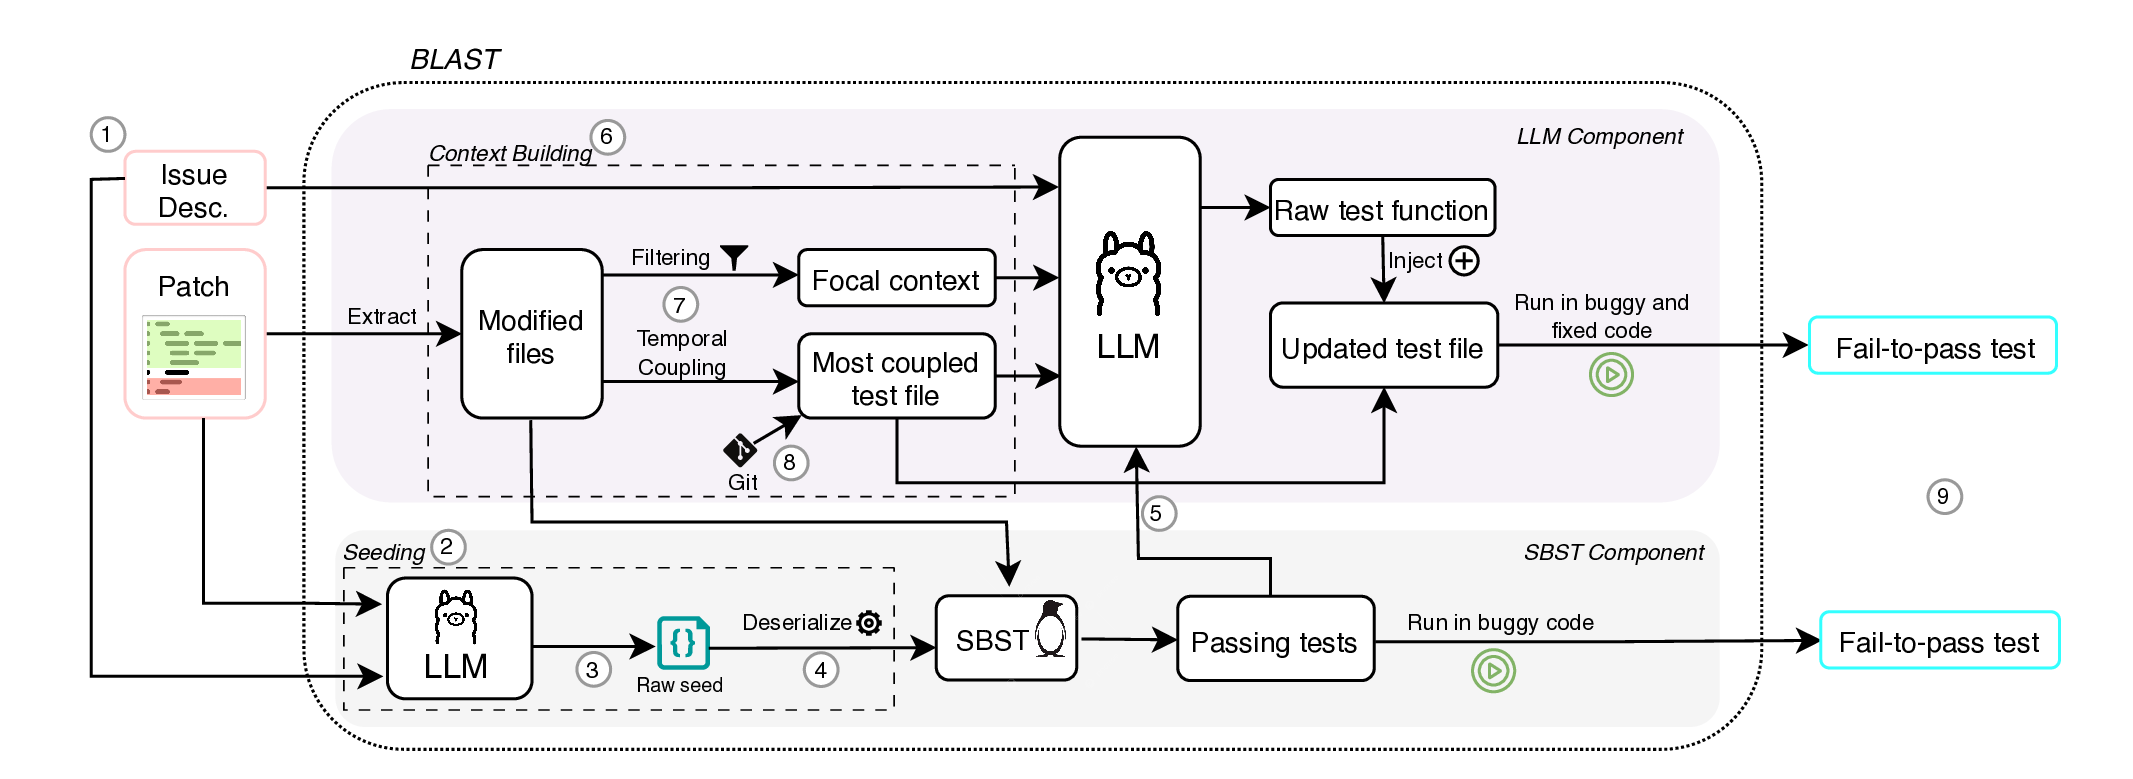 BLAST
1
Issue
Desc.
Patch
Extract
Context Building
6
LLM Component
Modified
files
Filtering
7
Temporal
Coupling
Focal context
Most coupled
test file
Git
8
LLM
Raw test function
Inject
Updated test file
Run in buggy and
fixed code
Fail-to-pass test
5
9
Seeding
2
SBST Component
LLM
3
{}
Raw seed
Deserialize
4
SBST
Passing tests
Run in buggy code
Fail-to-pass test